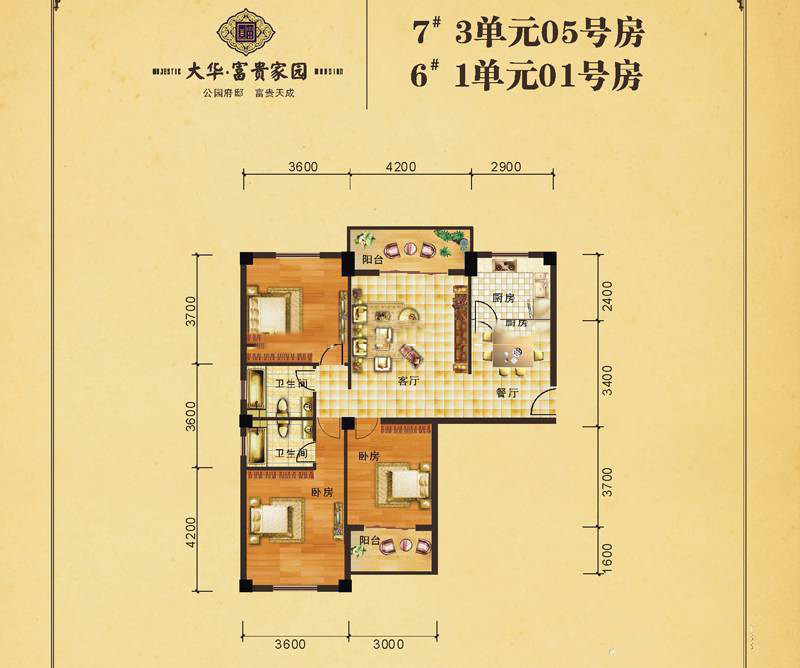 7# 3单元05号房
MAJESTIC 大华·富贵家园 MANSION
6# 1单元01号房
公园府邸 富贵天成
3600 4200 2900
阳台
2400
厨房
3700
厨房
3400
客厅
卫生间
餐厅
3600
卫生间
卧房
3700
卧房
4200
阳台
1600
3600 3000